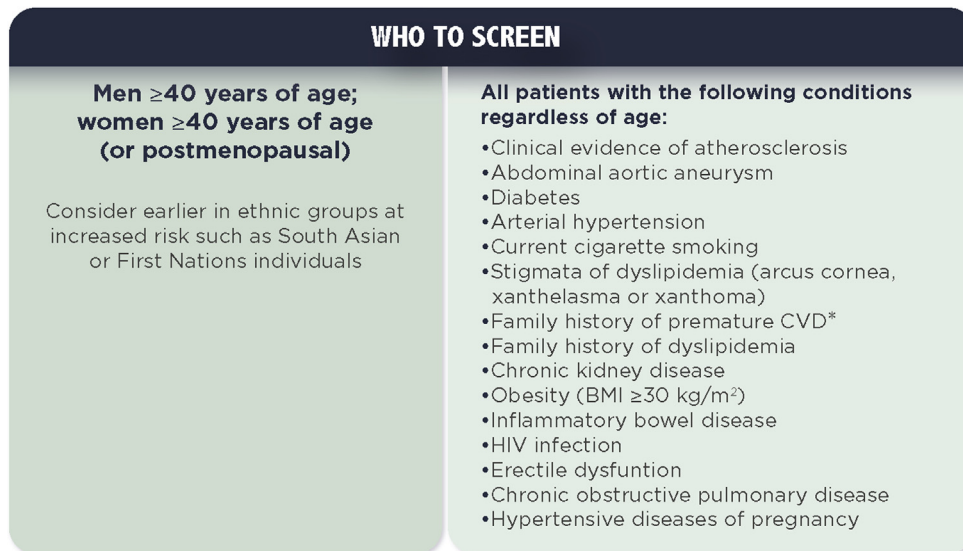 WHO TO SCREEN
Men ≥40 years of age;
women ≥40 years of age
(or postmenopausal)
Consider earlier in ethnic groups at
increased risk such as South Asian
or First Nations individuals
All patients with the following conditions
regardless of age:
•Clinical evidence of atherosclerosis
•Abdominal aortic aneurysm
•Diabetes
•Arterial hypertension
•Current cigarette smoking
•Stigmata of dyslipidemia (arcus cornea,
xanthelasma or xanthoma)
•Family history of premature CVD*
•Family history of dyslipidemia
•Chronic kidney disease
•Obesity (BMI ≥30 kg/m²)
•Inflammatory bowel disease
•HIV infection
•Erectile dysfuntion
•Chronic obstructive pulmonary disease
•Hypertensive diseases of pregnancy